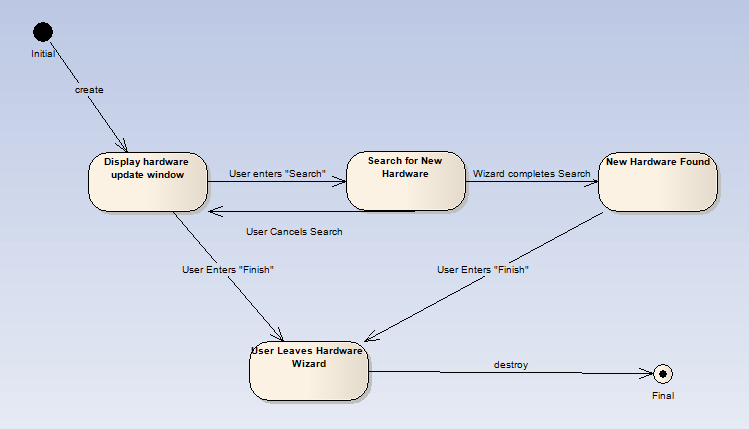 Initial
create
Display hardware
update window
User enters "Search"
Search for New
Hardware
Wizard completes Search
New Hardware Found
User Cancels Search
User Enters "Finish"
User Enters "Finish"
User Leaves Hardware
Wizard
destroy
Final